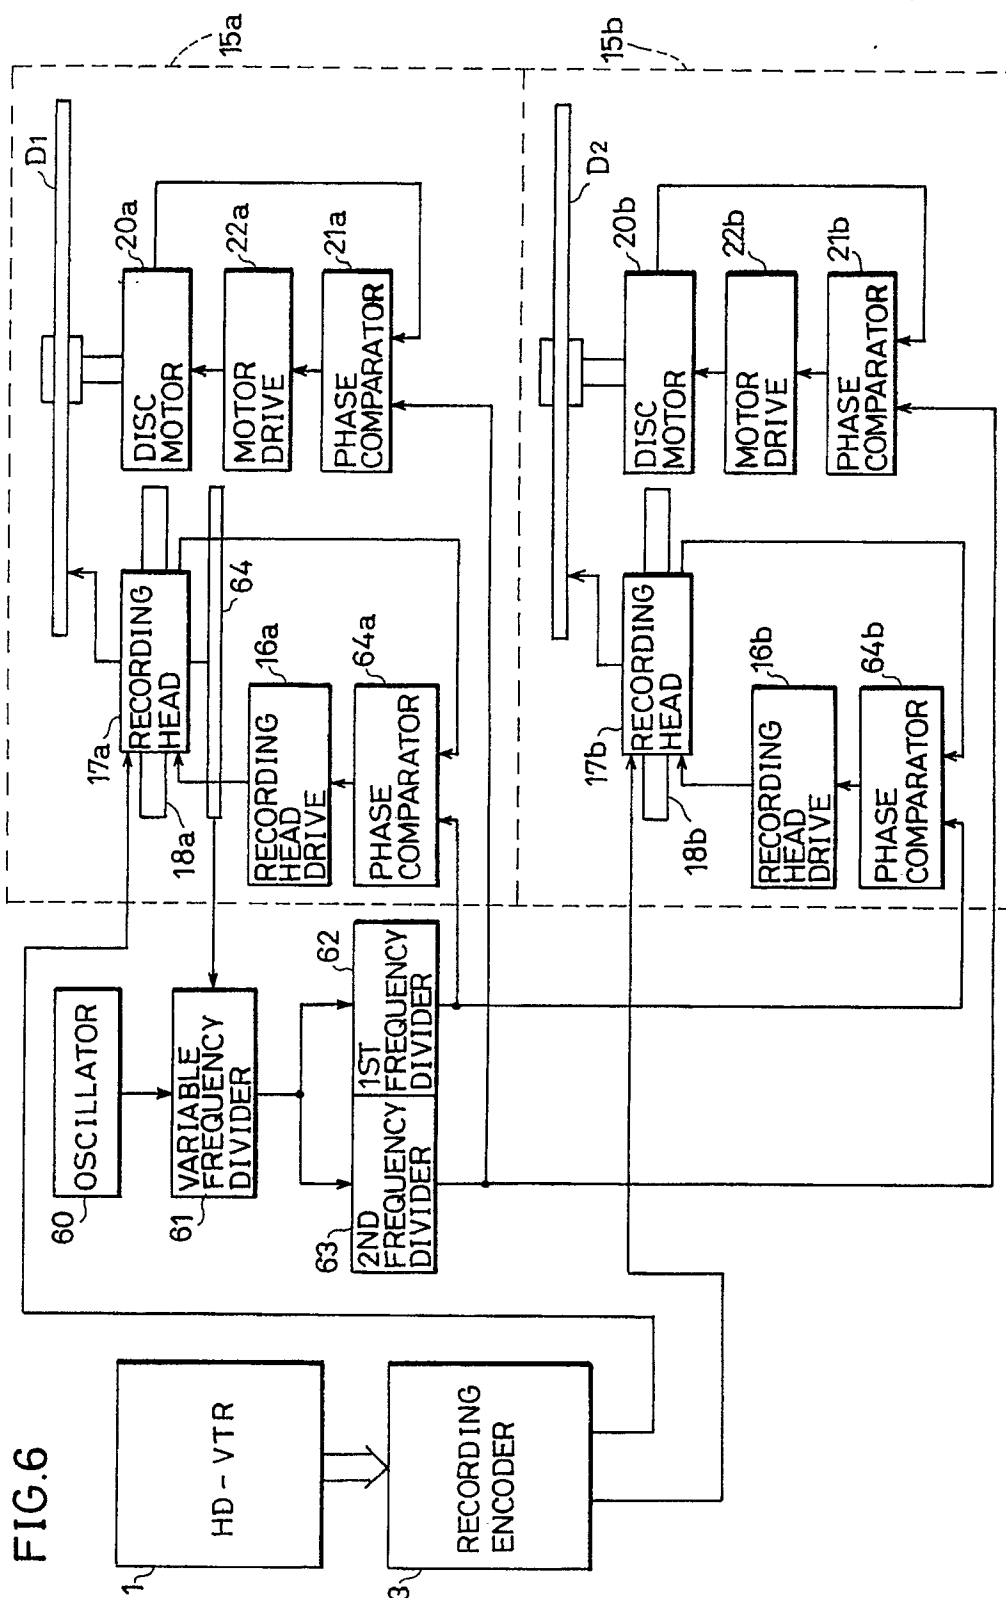 FIG.6
1
HD-VTR
3
RECORDING
ENCODER
60
OSCILLATOR
61
VARIABLE
FREQUENCY
DIVIDER
63
2ND
FREQUENCY
DIVIDER
62
1ST
FREQUENCY
DIVIDER
15a
D1
17a
RECORDING
HEAD
18a
64
16a
RECORDING
HEAD
DRIVE
64a
PHASE
COMPARATOR
20a
DISC
MOTOR
22a
MOTOR
DRIVE
21a
PHASE
COMPARATOR
15b
D2
17b
RECORDING
HEAD
18b
16b
RECORDING
HEAD
DRIVE
64b
PHASE
COMPARATOR
20b
DISC
MOTOR
22b
MOTOR
DRIVE
21b
PHASE
COMPARATOR